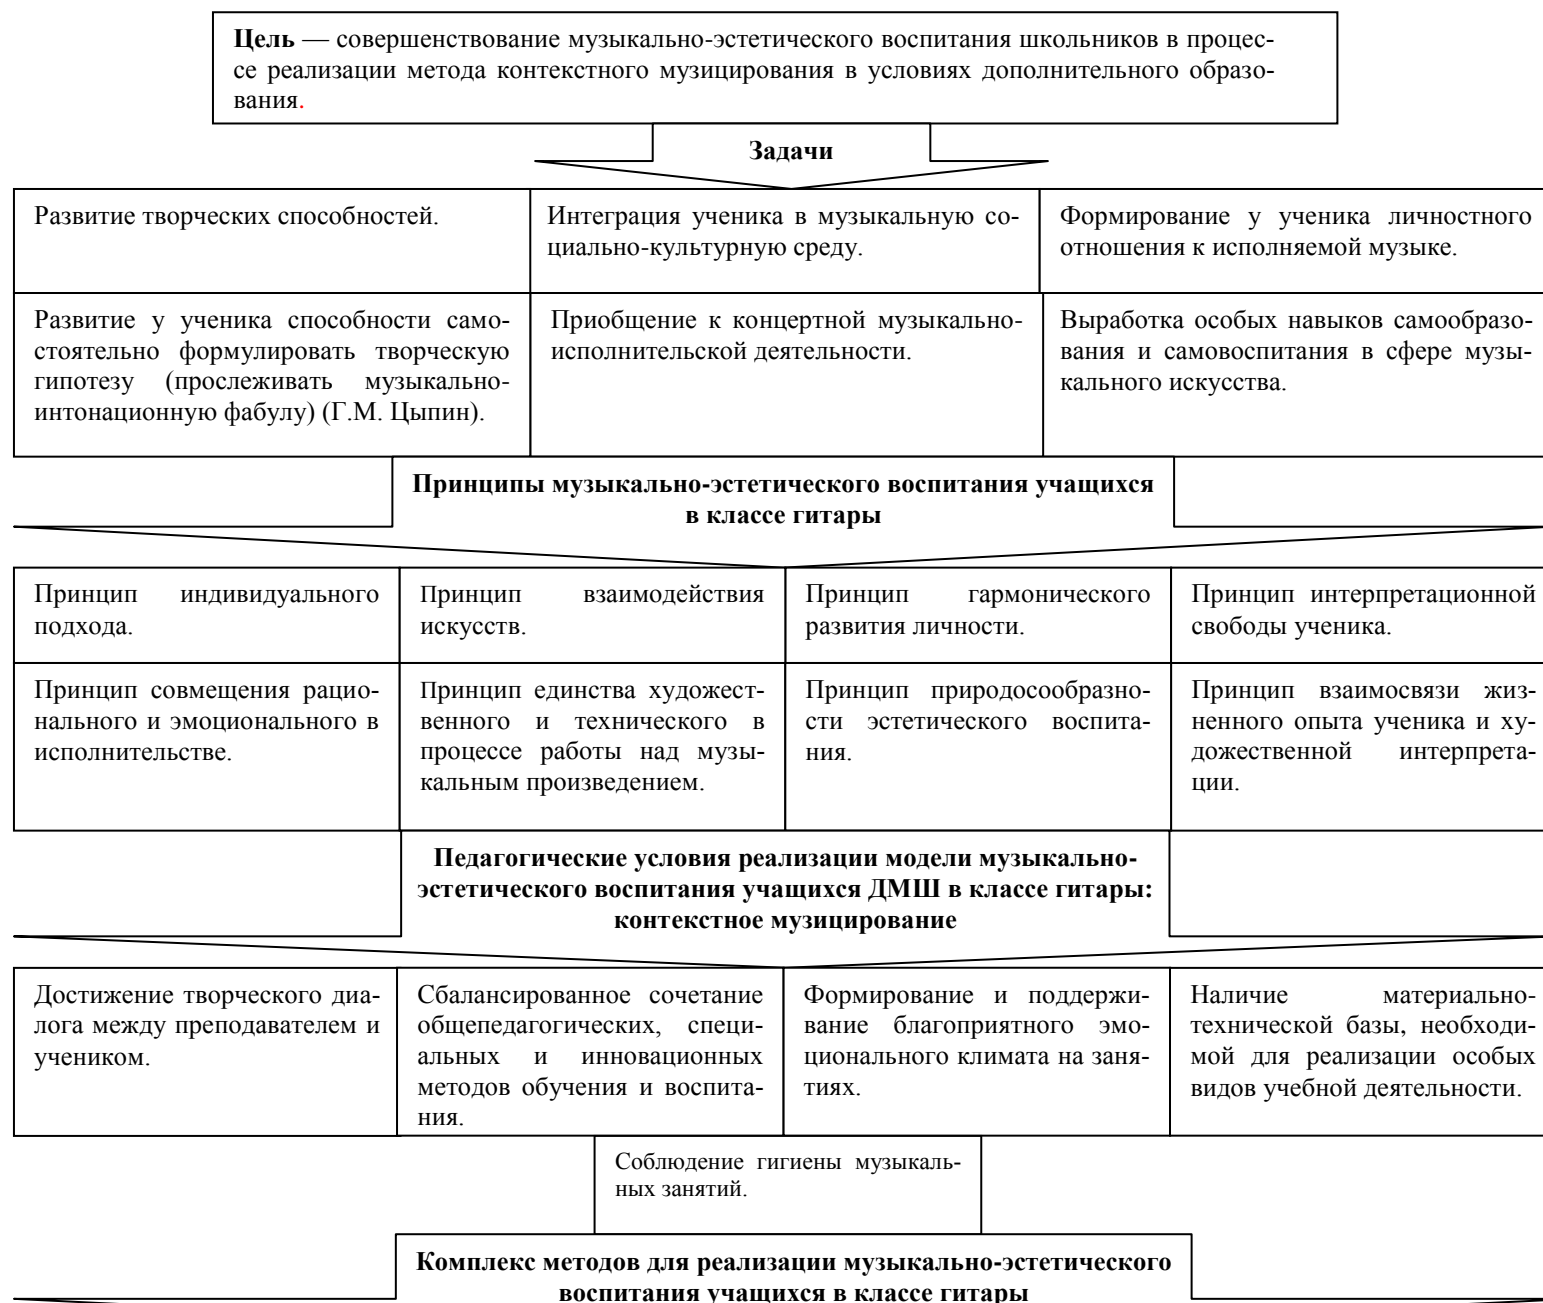 Цель — совершенствование музыкально-эстетического воспитания школьников в процес-
се реализации метода контекстного музицирования в условиях дополнительного образо-
вания.
Задачи
Развитие творческих способностей.
Интеграция ученика в музыкальную со-
циально-культурную среду.
Формирование у ученика личностного
отношения к исполняемой музыке.
Развитие у ученика способности само-
стоятельно формулировать творческую
гипотезу (прослеживать музыкально-
интонационную фабулу) (Г.М. Цыпин).
Приобщение к концертной музыкально-
исполнительской деятельности.
Выработка особых навыков самообразо-
вания и самовоспитания в сфере музы-
кального искусства.
Принципы музыкально-эстетического воспитания учащихся
в классе гитары
Принцип индивидуального
подхода.
Принцип взаимодействия
искусств.
Принцип гармонического
развития личности.
Принцип интерпретационной
свободы ученика.
Принцип совмещения рацио-
нального и эмоционального в
исполнительстве.
Принцип единства художест-
венного и технического в
процессе работы над музы-
кальным произведением.
Принцип природосообразно-
сти эстетического воспита-
ния.
Принцип взаимосвязи жиз-
ненного опыта ученика и ху-
дожественной интерпрета-
ции.
Педагогические условия реализации модели музыкально-
эстетического воспитания учащихся ДМШ в классе гитары:
контекстное музицирование
Достижение творческого диа-
лога между преподавателем и
учеником.
Сбалансированное сочетание
общепедагогических, специ-
альных и инновационных
методов обучения и воспита-
ния.
Формирование и поддержи-
вание благоприятного эмо-
ционального климата на заня-
тиях.
Наличие материально-
технической базы, необходи-
мой для реализации особых
видов учебной деятельности.
Соблюдение гигиены музыкаль-
ных занятий.
Комплекс методов для реализации музыкально-эстетического
воспитания учащихся в классе гитары